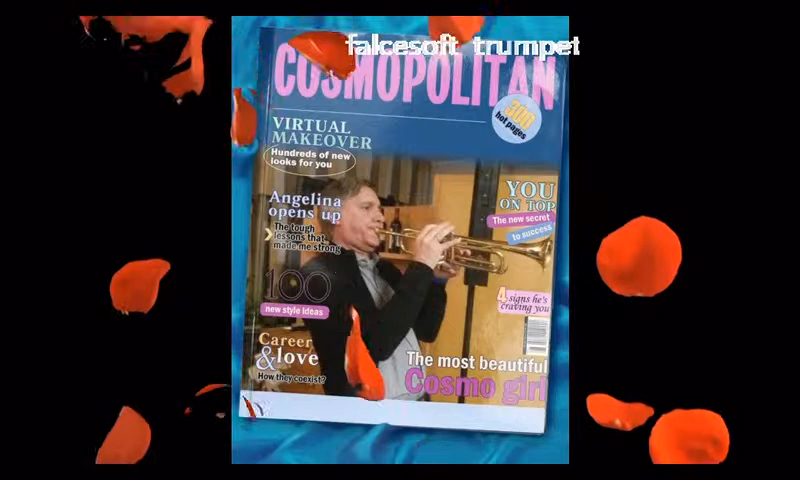 falcesoft trumpet
COSMOPOLITAN
300
hot pages
VIRTUAL
MAKEOVER
Hundreds of new
looks for you
Angelina
opens up
The tough
lessons that
made me strong
YOU
ON TOP
The new secret
to success
100
new style ideas
4 signs he's
craving you
Career
& love
How they coexist?
The most beautiful
Cosmo girl